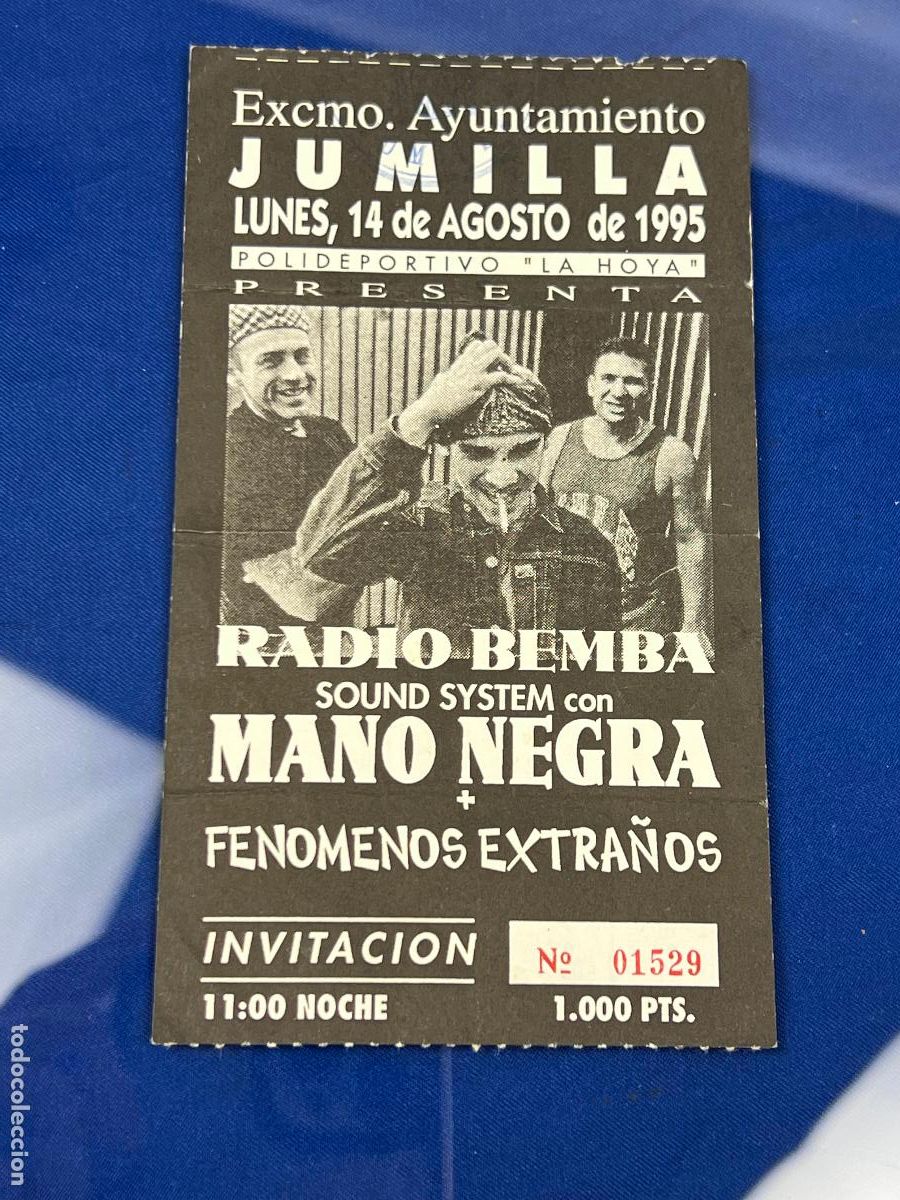 Excmo. Ayuntamiento
JUMILLA
LUNES, 14 de AGOSTO de 1995
POLIDEPORTIVO "LA HOYA"
PRESENTA
RADIO BEMBA
SOUND SYSTEM con
MANO NEGRA
+
FENOMENOS EXTRAÑOS
INVITACION
Nº 01529
11:00 NOCHE
1.000 PTS.
todocoleccion